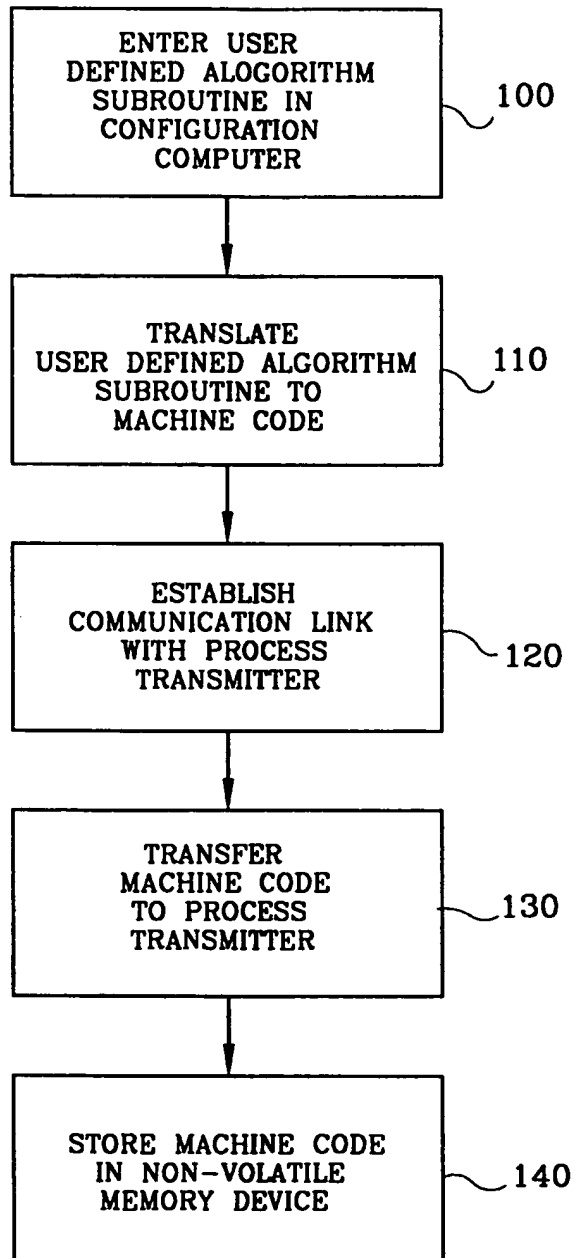 ENTER USER
DEFINED ALOGORITHM
SUBROUTINE IN
CONFIGURATION
COMPUTER
100
TRANSLATE
USER DEFINED ALGORITHM
SUBROUTINE TO
MACHINE CODE
110
ESTABLISH
COMMUNICATION LINK
WITH PROCESS
TRANSMITTER
120
TRANSFER
MACHINE CODE
TO PROCESS
TRANSMITTER
130
STORE MACHINE CODE
IN NON-VOLATILE
MEMORY DEVICE
140